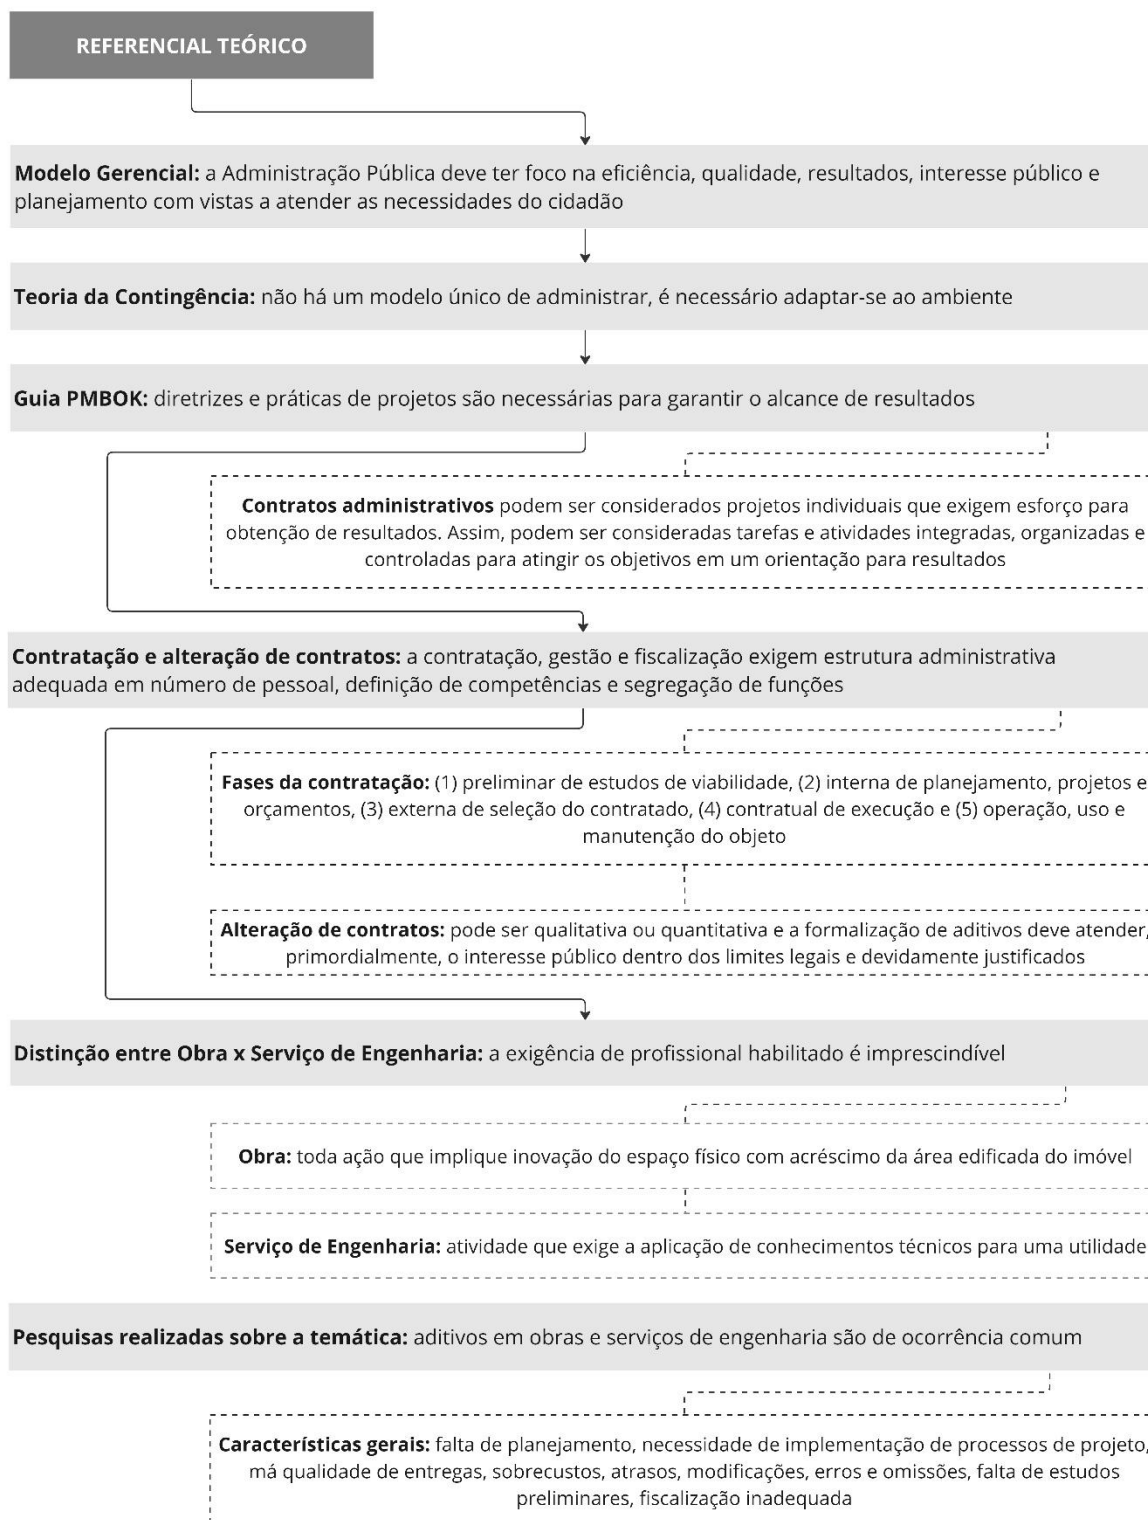 REFERENCIAL TEÓRICO
Modelo Gerencial: a Administração Pública deve ter foco na eficiência, qualidade, resultados, interesse público e
planejamento com vistas a atender as necessidades do cidadão
Teoria da Contingência: não há um modelo único de administrar, é necessário adaptar-se ao ambiente
Guia PMBOK: diretrizes e práticas de projetos são necessárias para garantir o alcance de resultados
Contratos administrativos podem ser considerados projetos individuais que exigem esforço para
obtenção de resultados. Assim, podem ser consideradas tarefas e atividades integradas, organizadas e
controladas para atingir os objetivos em um orientação para resultados
Contratação e alteração de contratos: a contratação, gestão e fiscalização exigem estrutura administrativa
adequada em número de pessoal, definição de competências e segregação de funções
Fases da contratação: (1) preliminar de estudos de viabilidade, (2) interna de planejamento, projetos e
orçamentos, (3) externa de seleção do contratado, (4) contratual de execução e (5) operação, uso e
manutenção do objeto
Alteração de contratos: pode ser qualitativa ou quantitativa e a formalização de aditivos deve atender,
primordialmente, o interesse público dentro dos limites legais e devidamente justificados
Distinção entre Obra x Serviço de Engenharia: a exigência de profissional habilitado é imprescindível
Obra: toda ação que implique inovação do espaço físico com acréscimo da área edificada do imóvel
Serviço de Engenharia: atividade que exige a aplicação de conhecimentos técnicos para uma utilidade
Pesquisas realizadas sobre a temática: aditivos em obras e serviços de engenharia são de ocorrência comum
Características gerais: falta de planejamento, necessidade de implementação de processos de projeto,
má qualidade de entregas, sobrecustos, atrasos, modificações, erros e omissões, falta de estudos
preliminares, fiscalização inadequada